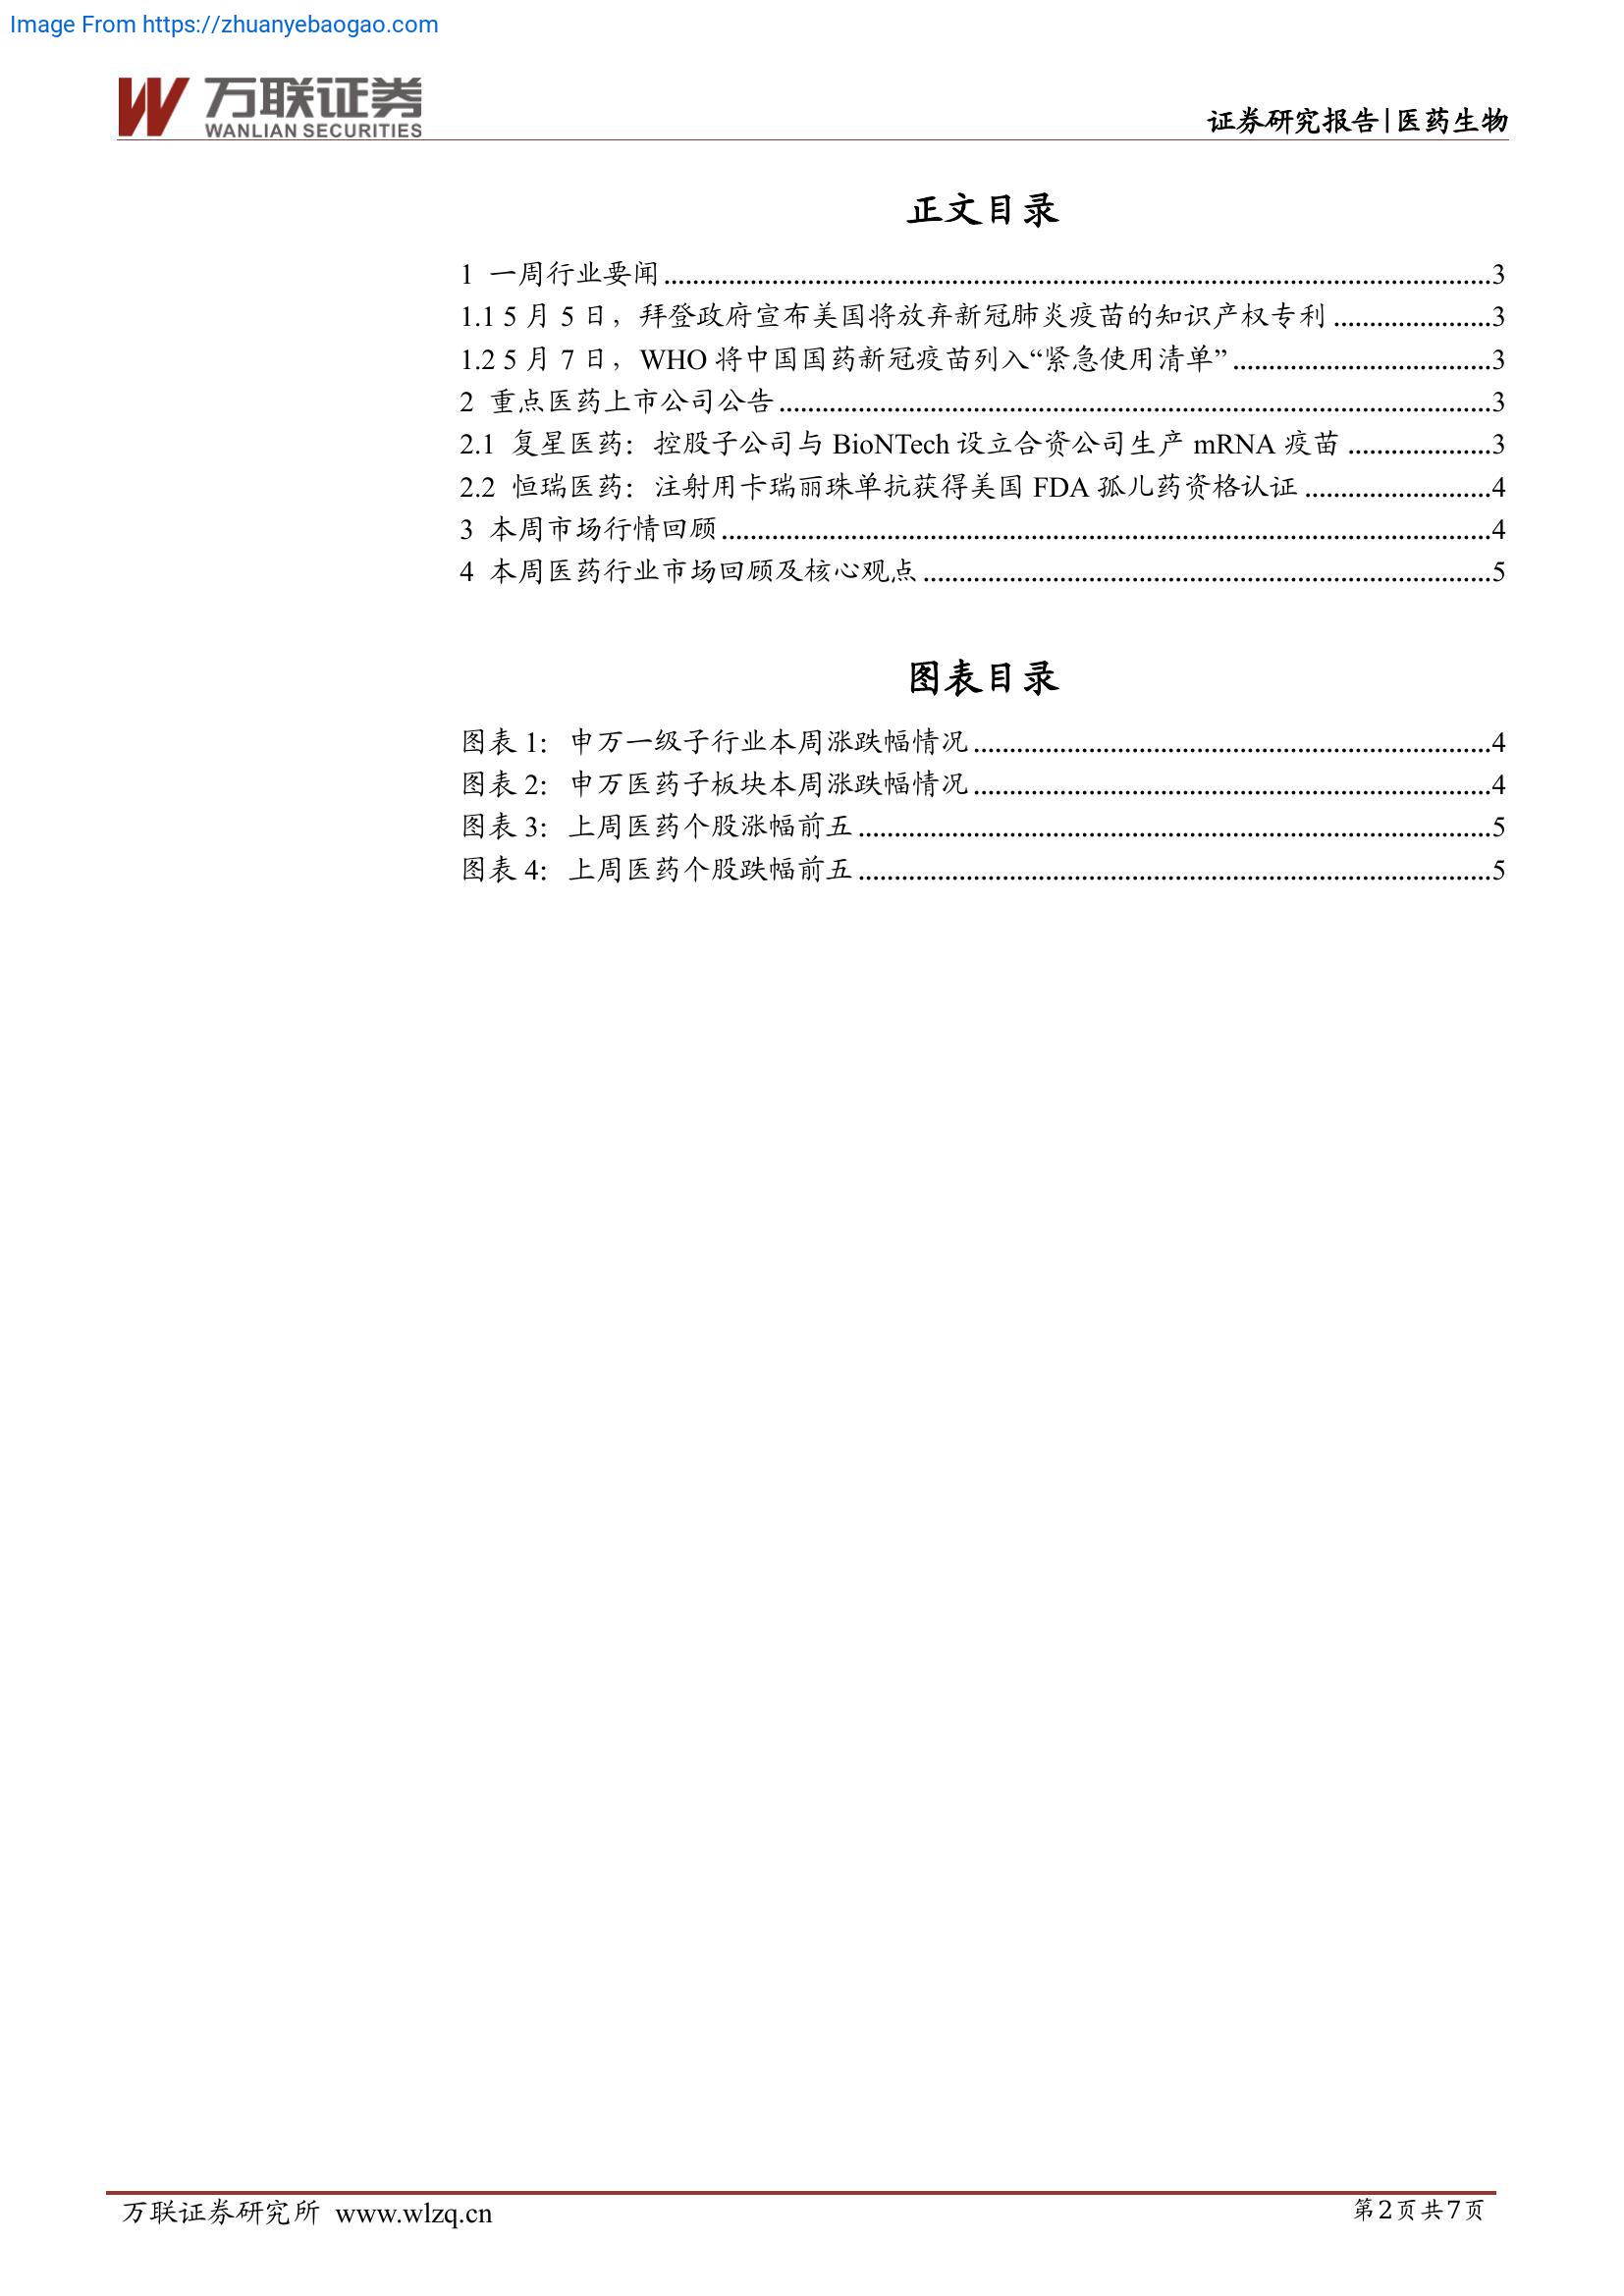 Image From https://zhuanyebaogao.com
万联证券
WANLIAN SECURITIES
证券研究报告|医药生物
正文目录
1 一周行业要闻........3
1.1 5 月 5 日，拜登政府宣布美国将放弃新冠肺炎疫苗的知识产权专利........3
1.2 5 月 7 日，WHO 将中国国药新冠疫苗列入“紧急使用清单”........3
2 重点医药上市公司公告........3
2.1 复星医药：控股子公司与 BioNTech 设立合资公司生产 mRNA 疫苗........3
2.2 恒瑞医药：注射用卡瑞丽珠单抗获得美国 FDA 孤儿药资格认证........4
3 本周市场行情回顾........4
4 本周医药行业市场回顾及核心观点........5
图表目录
图表 1：申万一级子行业本周涨跌幅情况........4
图表 2：申万医药子板块本周涨跌幅情况........4
图表 3：上周医药个股涨幅前五........5
图表 4：上周医药个股跌幅前五........5
万联证券研究所 www.wlzq.cn
第2页共7页